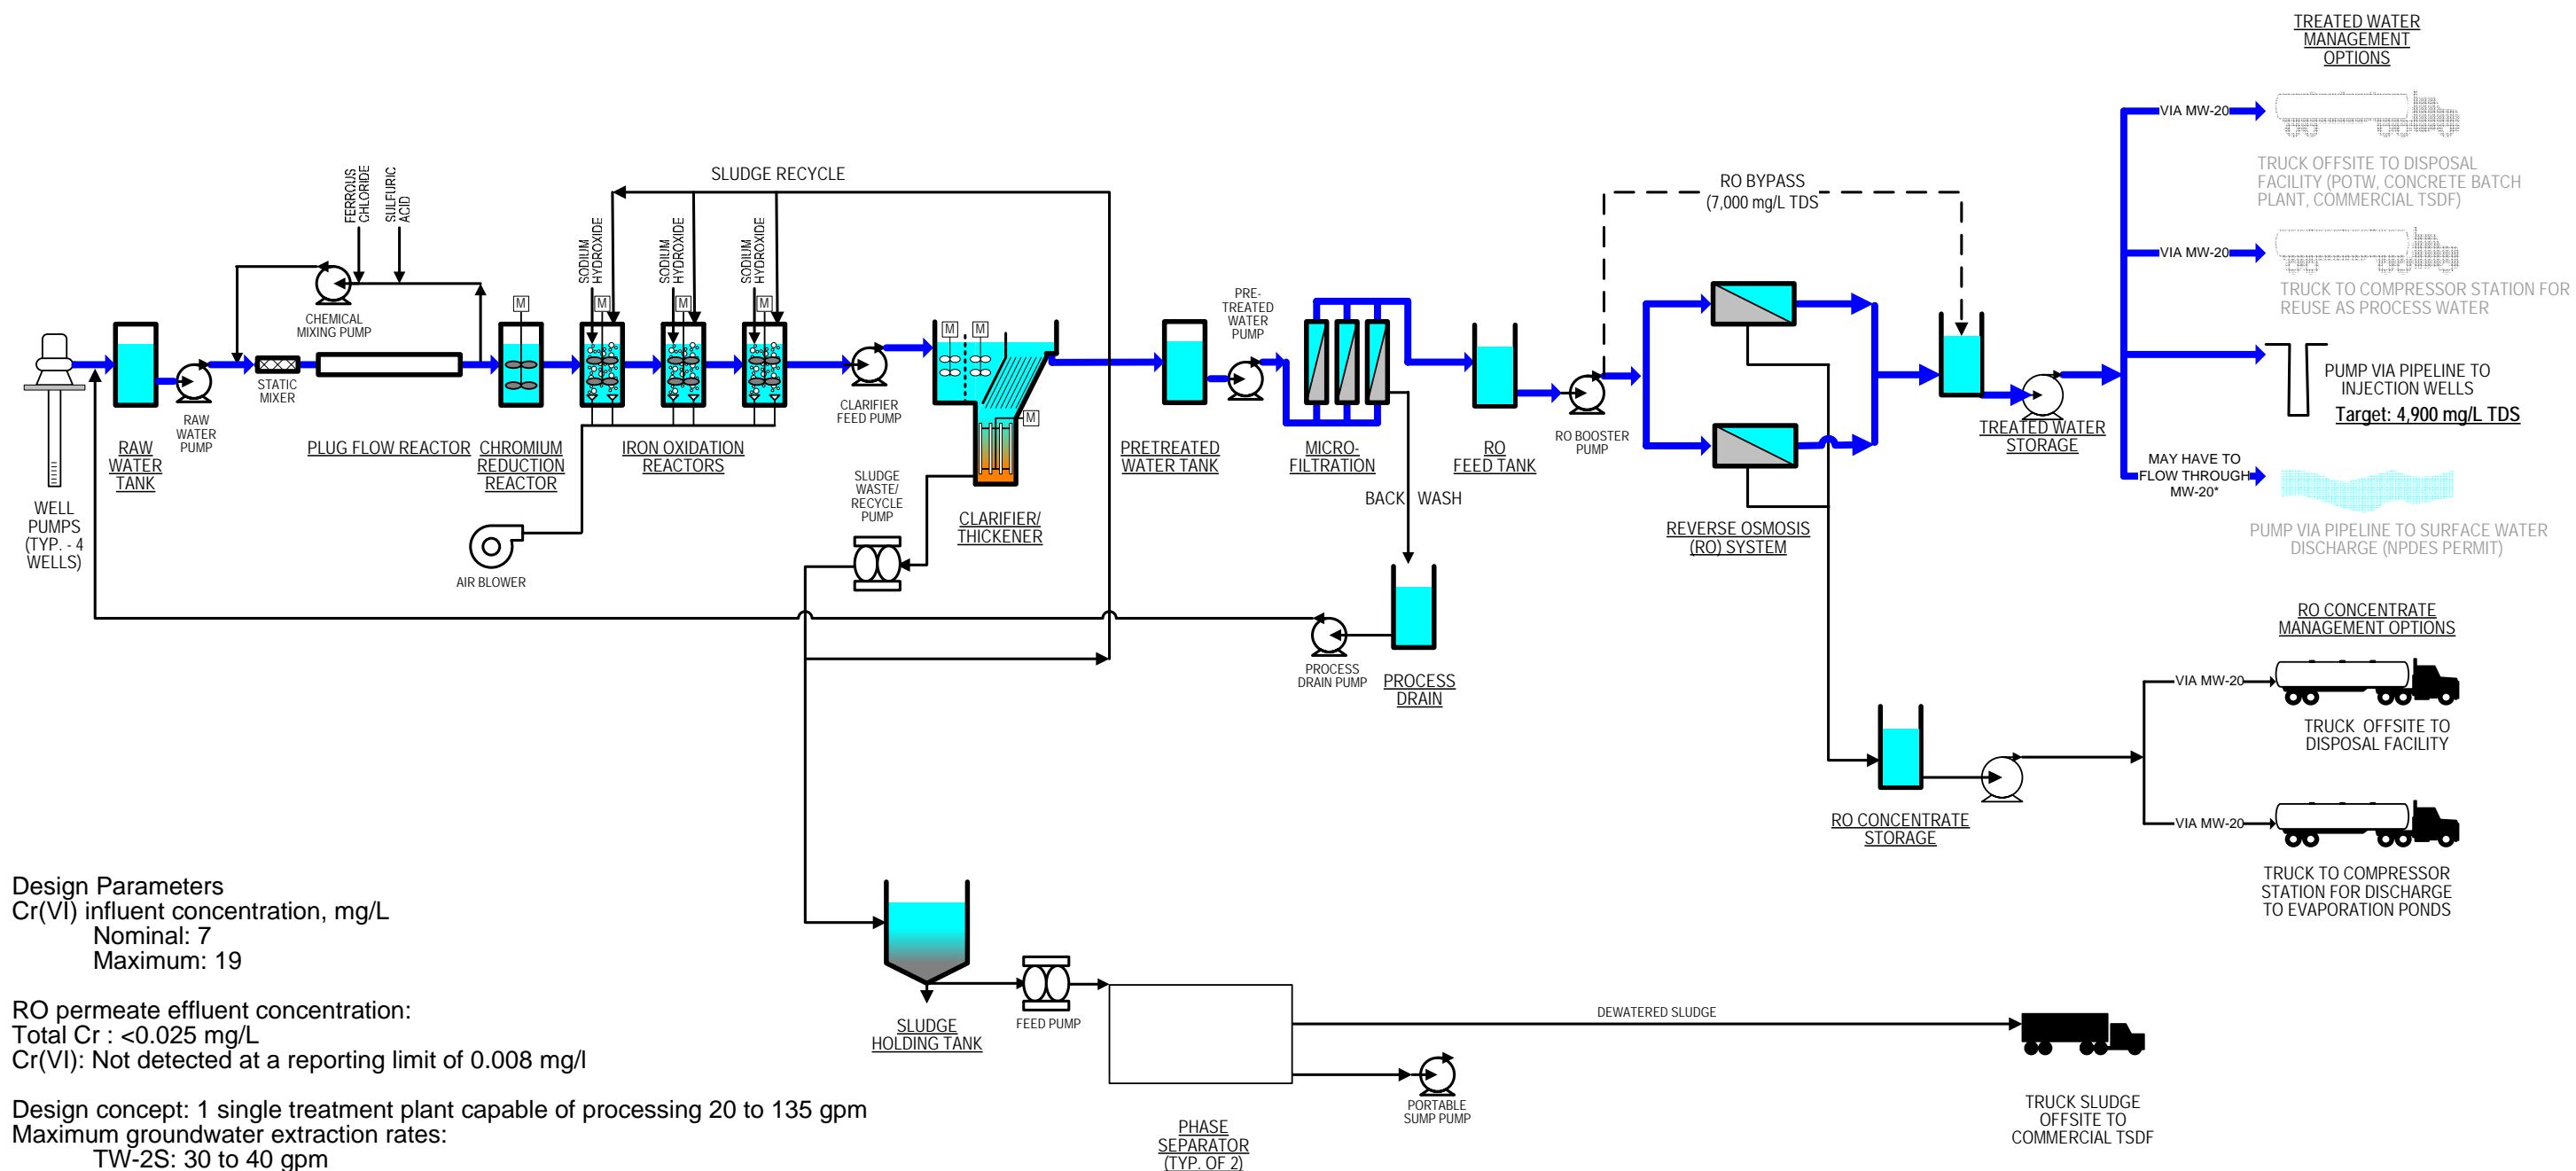 TREATED WATER
MANAGEMENT
OPTIONS
VIA MW-20
TRUCK OFFSITE TO DISPOSAL
FACILITY (POTW, CONCRETE BATCH
PLANT, COMMERCIAL TSDF)
VIA MW-20
TRUCK TO COMPRESSOR STATION FOR
REUSE AS PROCESS WATER
PUMP VIA PIPELINE TO
INJECTION WELLS
Target: 4,900 mg/L TDS
MAY HAVE TO
FLOW THROUGH
MW-20*
PUMP VIA PIPELINE TO SURFACE WATER
DISCHARGE (NPDES PERMIT)
SLUDGE RECYCLE
RO BYPASS
(7,000 mg/L TDS
FERROUS
CHLORIDE
SULFURIC
ACID
SODIUM
HYDROXIDE
SODIUM
HYDROXIDE
SODIUM
HYDROXIDE
M
M
M
M
M
M
M
CHEMICAL
MIXING PUMP
PRE-
TREATED
WATER
PUMP
STATIC
MIXER
RAW
WATER
PUMP
RAW
WATER
TANK
WELL
PUMPS
(TYP. - 4
WELLS)
PLUG FLOW REACTOR
CHROMIUM
REDUCTION
REACTOR
IRON OXIDATION
REACTORS
AIR BLOWER
CLARIFIER
FEED PUMP
SLUDGE
WASTE/
RECYCLE
PUMP
CLARIFIER/
THICKENER
PRETREATED
WATER TANK
MICRO-
FILTRATION
BACK WASH
RO
FEED TANK
RO BOOSTER
PUMP
REVERSE OSMOSIS
(RO) SYSTEM
TREATED WATER
STORAGE
PROCESS
DRAIN PUMP
PROCESS
DRAIN
RO CONCENTRATE
MANAGEMENT OPTIONS
VIA MW-20
TRUCK OFFSITE TO
DISPOSAL FACILITY
VIA MW-20
TRUCK TO COMPRESSOR
STATION FOR DISCHARGE
TO EVAPORATION PONDS
RO CONCENTRATE
STORAGE
SLUDGE
HOLDING TANK
FEED PUMP
PHASE
SEPARATOR
(TYP. OF 2)
DEWATERED SLUDGE
PORTABLE
SUMP PUMP
TRUCK SLUDGE
OFFSITE TO
COMMERCIAL TSDF
Design Parameters
Cr(VI) influent concentration, mg/L
Nominal: 7
Maximum: 19
RO permeate effluent concentration:
Total Cr : <0.025 mg/L
Cr(VI): Not detected at a reporting limit of 0.008 mg/l
Design concept: 1 single treatment plant capable of processing 20 to 135 gpm
Maximum groundwater extraction rates:
TW-2S: 30 to 40 gpm